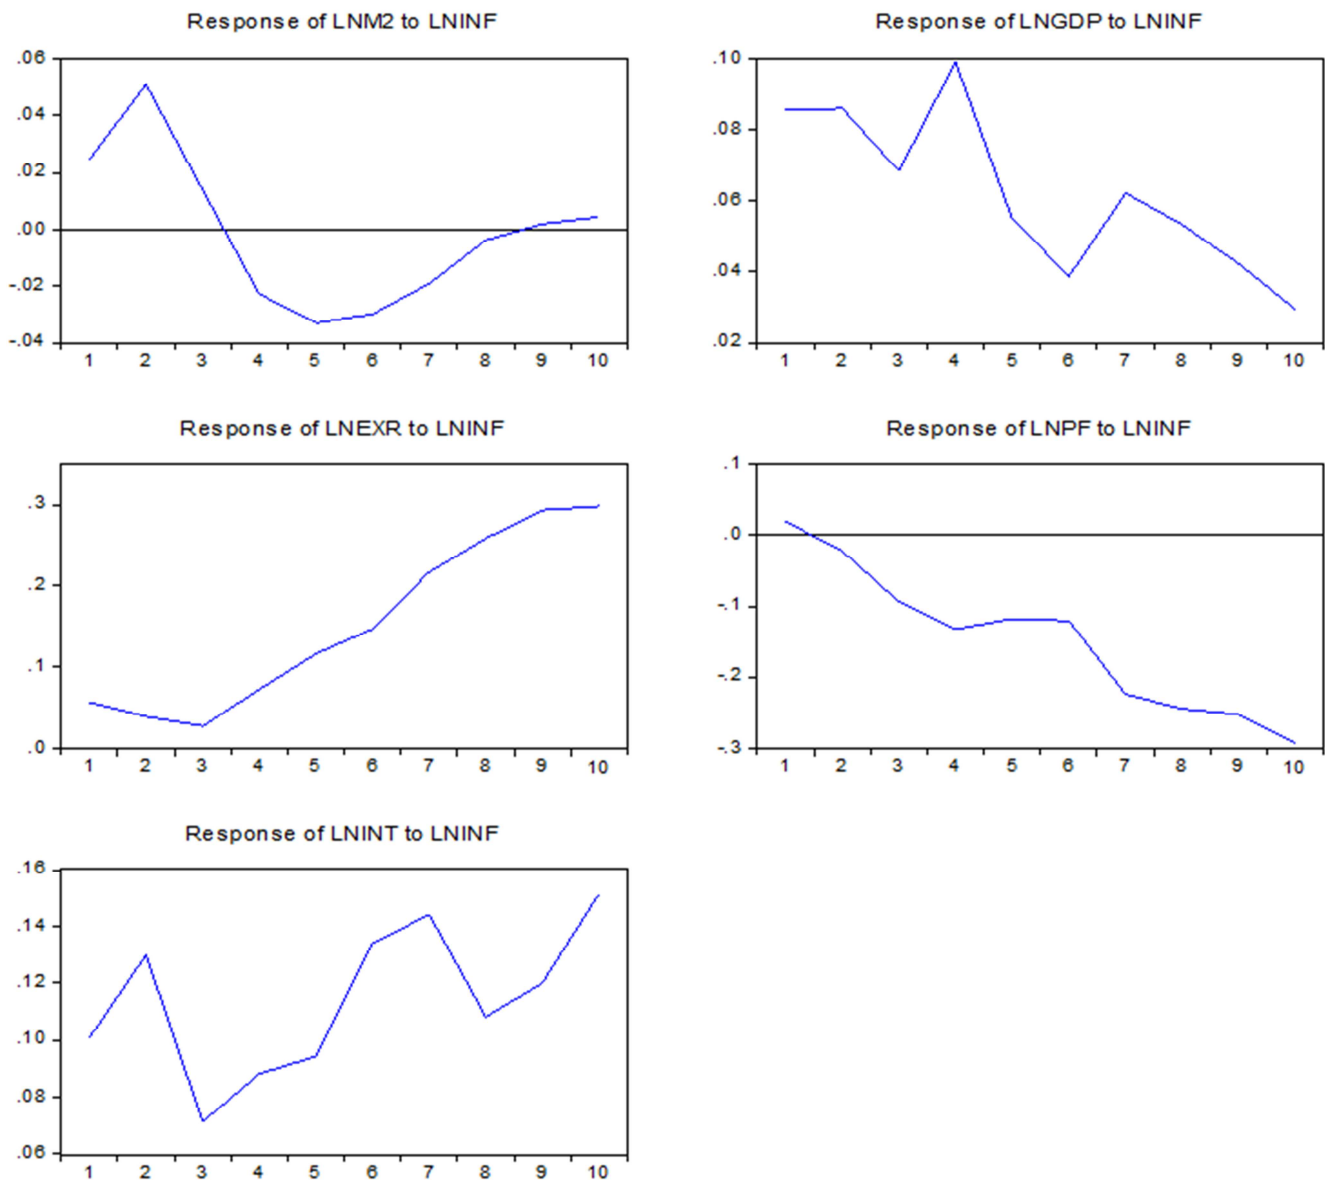 Response of LNM2 to LNINF
.06
.04
.02
.00
-.02
-.04
1 2 3 4 5 6 7 8 9 10
Response of LNGDP to LNINF
.10
.08
.06
.04
.02
1 2 3 4 5 6 7 8 9 10
Response of LNEXR to LNINF
.3
.2
.1
.0
1 2 3 4 5 6 7 8 9 10
Response of LNPF to LNINF
.1
.0
-.1
-.2
-.3
1 2 3 4 5 6 7 8 9 10
Response of LNINT to LNINF
.16
.14
.12
.10
.08
.06
1 2 3 4 5 6 7 8 9 10